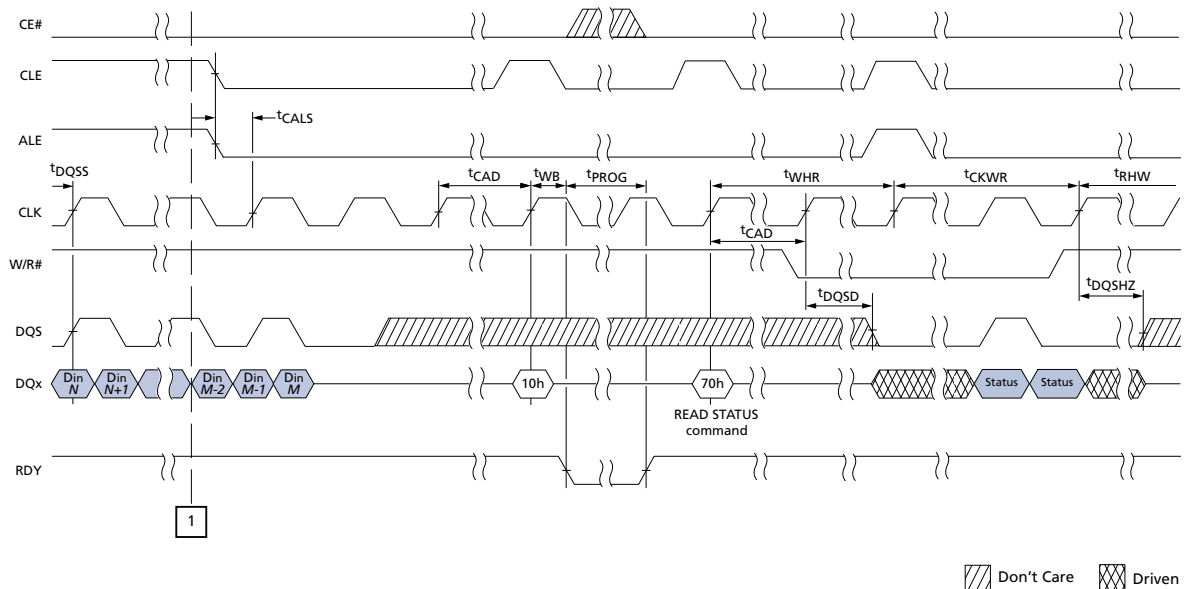 CE#
CLE
tCALS
ALE
tDQSS
tCAD
tWB
tPROG
tWHR
tCKWR
tRHW
CLK
tCAD
W/R#
tDQSD
tDQSHZ
DQS
DQx
Din N
Din N+1
Din M-2
Din M-1
Din M
10h
70h
Status
Status
READ STATUS
command
RDY
1
Don't Care
Driven